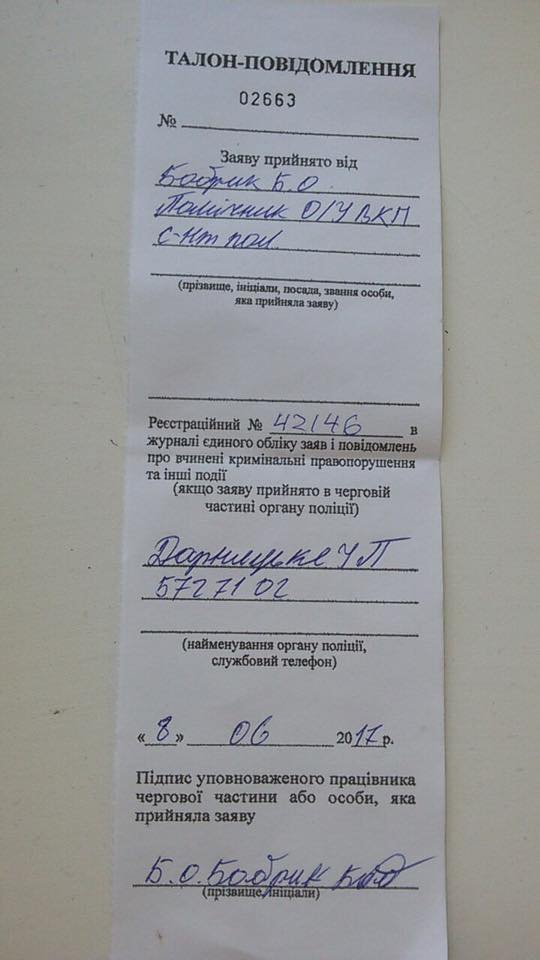 ТАЛОН-ПОВІДОМЛЕННЯ
02663
№
Заяву прийнято від
Бобрик Б.О
Помічник О/У ВКП
с-нт пол.
(прізвище, ініціали, посада, звання особи,
яка прийняла заяву)
Реєстраційний № 42146 в
журналі єдиного обліку заяв і повідомлень
про вчинені кримінальні правопорушення
та інші події
(якщо заяву прийнято в черговій
частині органу поліції)
Дарницьке УП
5727102
(найменування органу поліції,
службовий телефон)
« 8 » 06 2017 р.
Підпис уповноваженого працівника
чергової частини або особи, яка
прийняла заяву
Б.О.Бобрик
(прізвище, ініціали)